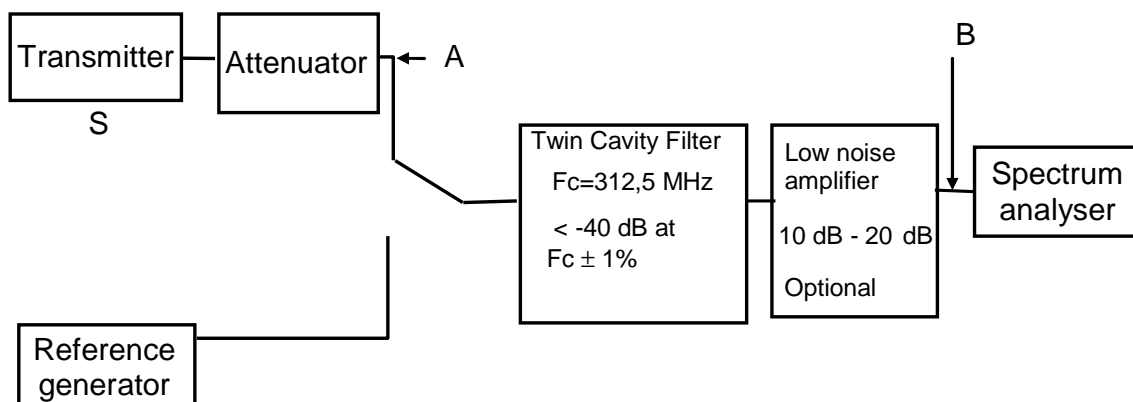 Transmitter
S
Attenuator
A
Twin Cavity Filter
Fc=312,5 MHz
< -40 dB at
Fc ± 1%
Low noise
amplifier
10 dB - 20 dB
Optional
B
Spectrum
analyser
Reference
generator